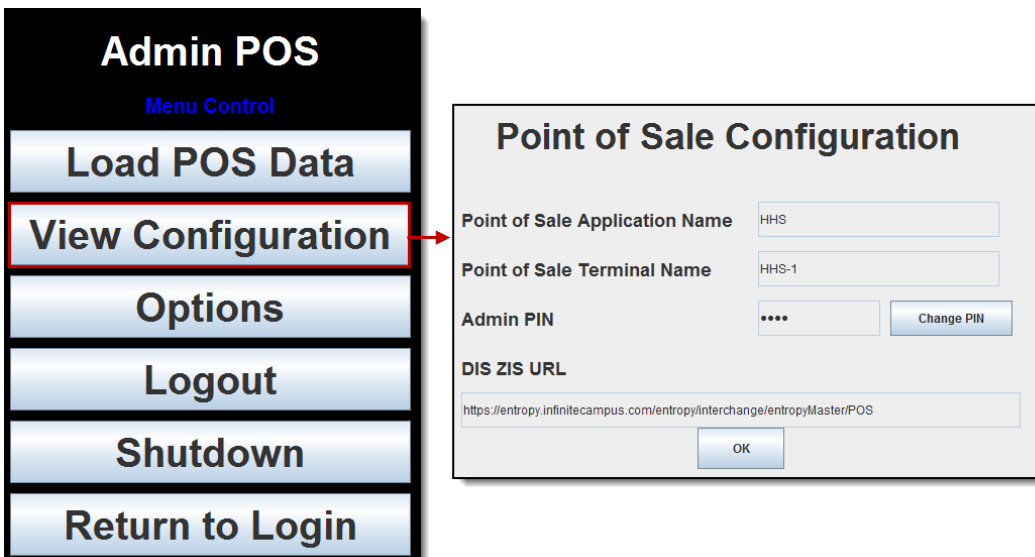 Admin POS
Menu Control
Load POS Data
View Configuration
Options
Logout
Shutdown
Return to Login
Point of Sale Configuration
Point of Sale Application Name HHS
Point of Sale Terminal Name HHS-1
Admin PIN •••• Change PIN
DIS ZIS URL
https://entropy.infinitecampus.com/entropy/interchange/entropyMaster/POS
OK